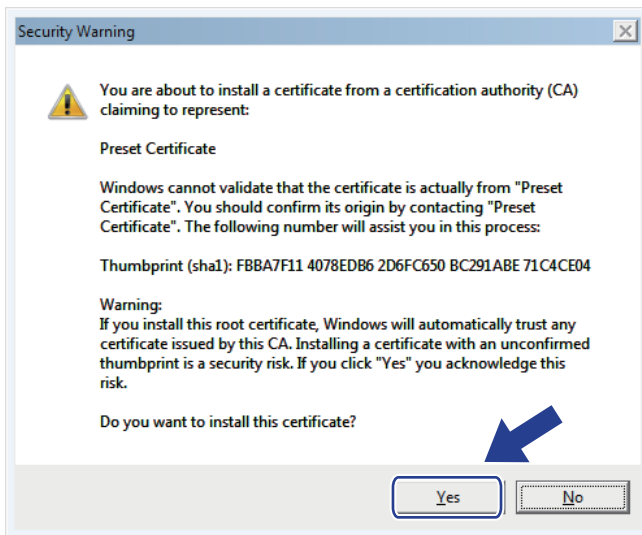 Security Warning
You are about to install a certificate from a certification authority (CA)
claiming to represent:
Preset Certificate
Windows cannot validate that the certificate is actually from "Preset
Certificate". You should confirm its origin by contacting "Preset
Certificate". The following number will assist you in this process:
Thumbprint (sha1): FBBA7F11 4078EDB6 2D6FC650 BC291ABE 71C4CE04
Warning:
If you install this root certificate, Windows will automatically trust any
certificate issued by this CA. Installing a certificate with an unconfirmed
thumbprint is a security risk. If you click "Yes" you acknowledge this
risk.
Do you want to install this certificate?
Yes No